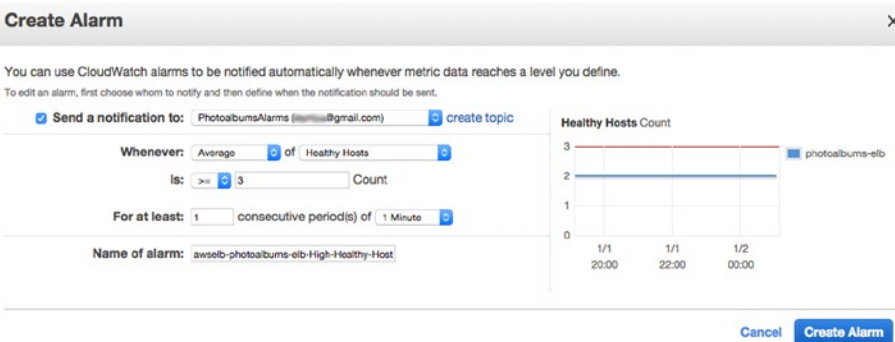 Create Alarm
You can use CloudWatch alarms to be notified automatically whenever metric data reaches a level you define.
To edit an alarm, first choose whom to notify and then define when the notification should be sent.
Send a notification to: PhotoalbumsAlarms ( @gmail.com) create topic
Whenever: Average of Healthy Hosts
Is: >= 3 Count
For at least: 1 consecutive period(s) of 1 Minute
Name of alarm: awselb-photoalbums-elb-High-Healthy-Host
Healthy Hosts Count
3
2
1
0
1/1 1/1 1/2
20:00 22:00 00:00
photoalbums-elb
Cancel Create Alarm